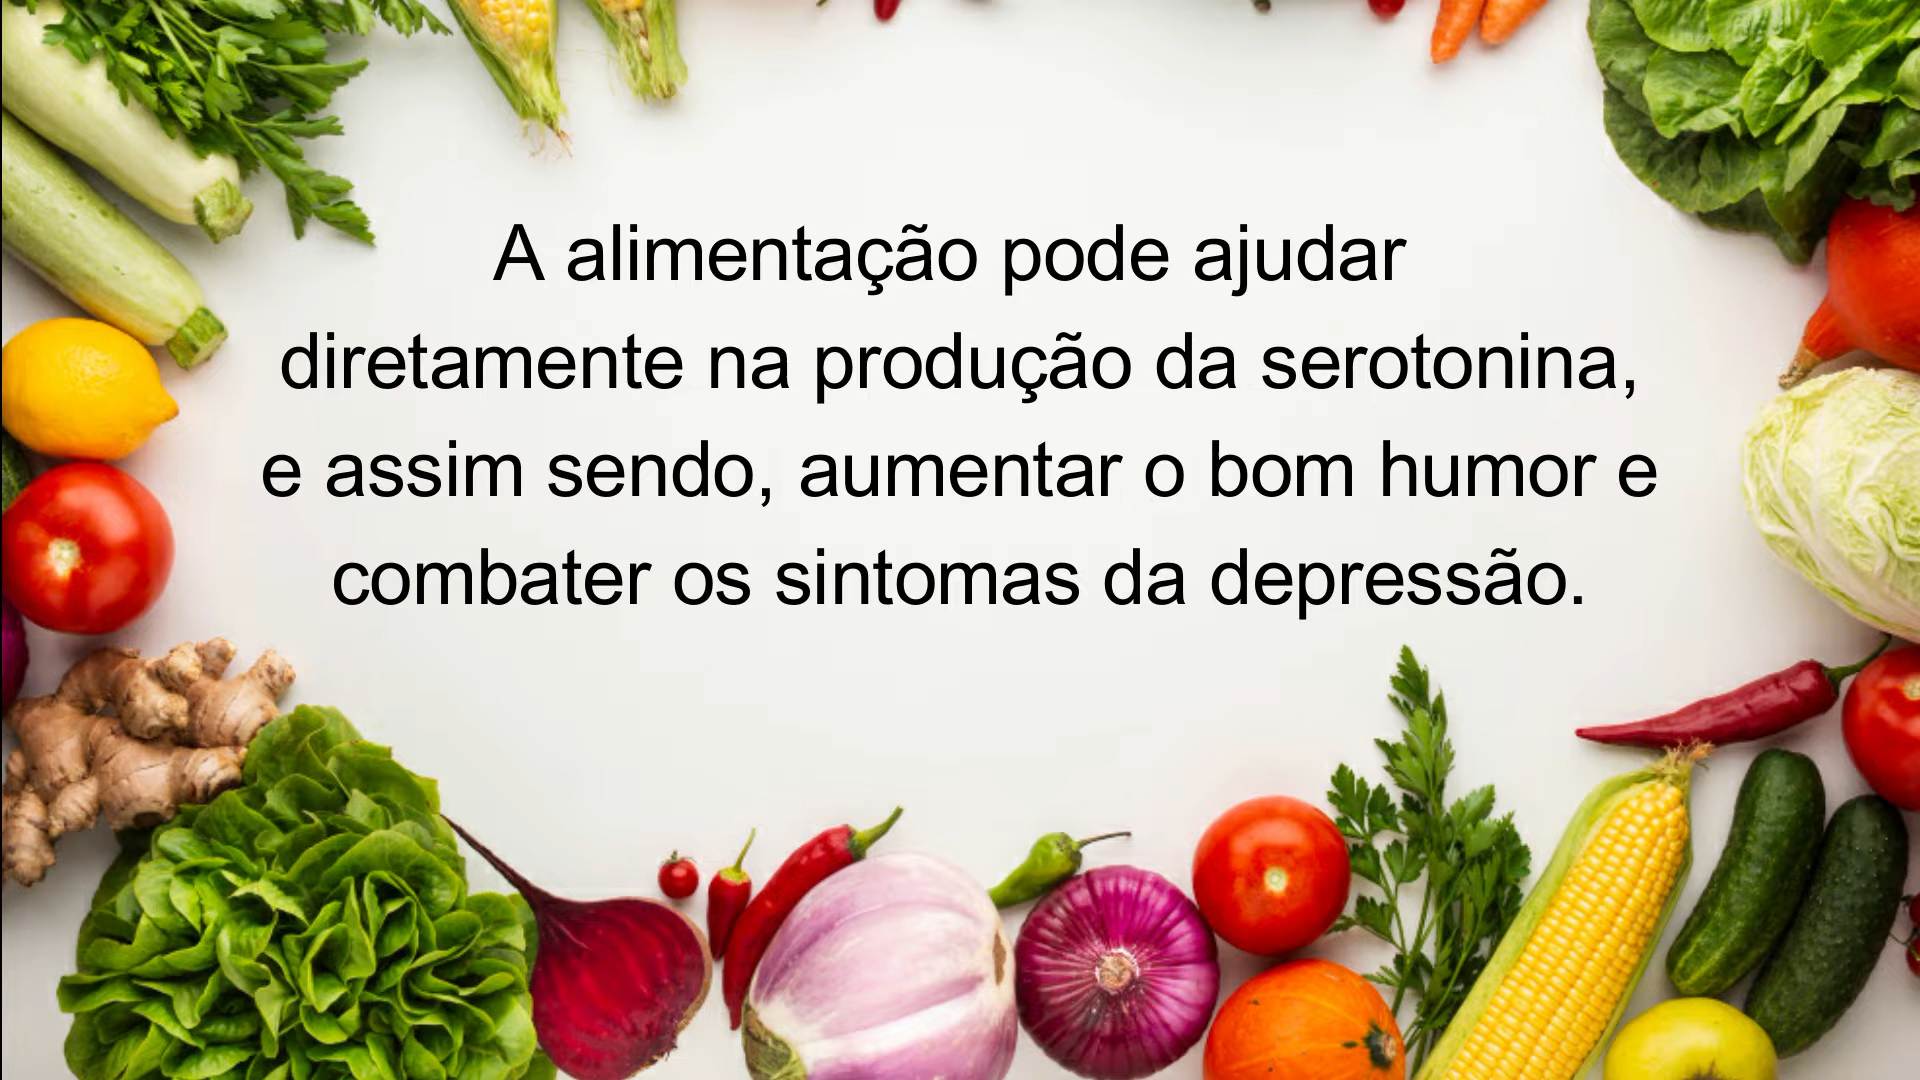 A alimentação pode ajudar
diretamente na produção da serotonina,
e assim sendo, aumentar o bom humor e
combater os sintomas da depressão.